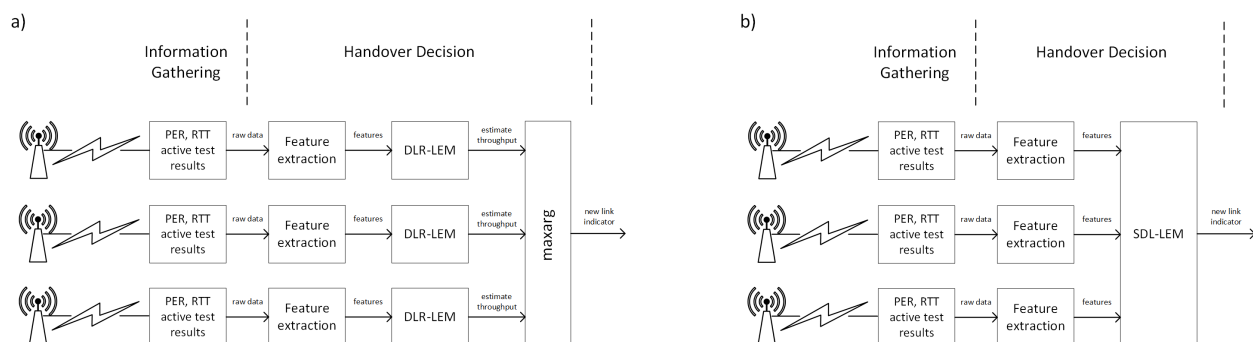 a)
Information
Gathering
Handover Decision
PER, RTT
active test
results
raw data
Feature
extraction
features
DLR-LEM
estimate
throughput
PER, RTT
active test
results
raw data
Feature
extraction
features
DLR-LEM
estimate
throughput
PER, RTT
active test
results
raw data
Feature
extraction
features
DLR-LEM
estimate
throughput
maxarg
new link
indicator
b)
Information
Gathering
Handover Decision
PER, RTT
active test
results
raw data
Feature
extraction
features
PER, RTT
active test
results
raw data
Feature
extraction
features
PER, RTT
active test
results
raw data
Feature
extraction
features
SDL-LEM
new link
indicator